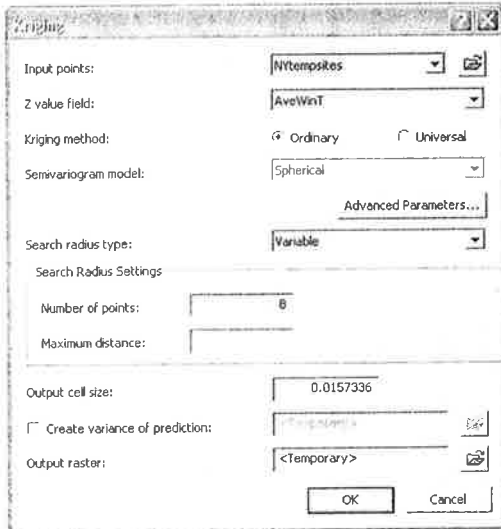 Kriging
Input points: NYtempsites
Z value field: AveWinT
Kriging method: Ordinary Universal
Semivariogram model: Spherical
Advanced Parameters...
Search radius type: Variable
Search Radius Settings
Number of points: 8
Maximum distance:
Output cell size: 0.0157336
Create variance of prediction: <Temporary>
Output raster: <Temporary>
OK Cancel